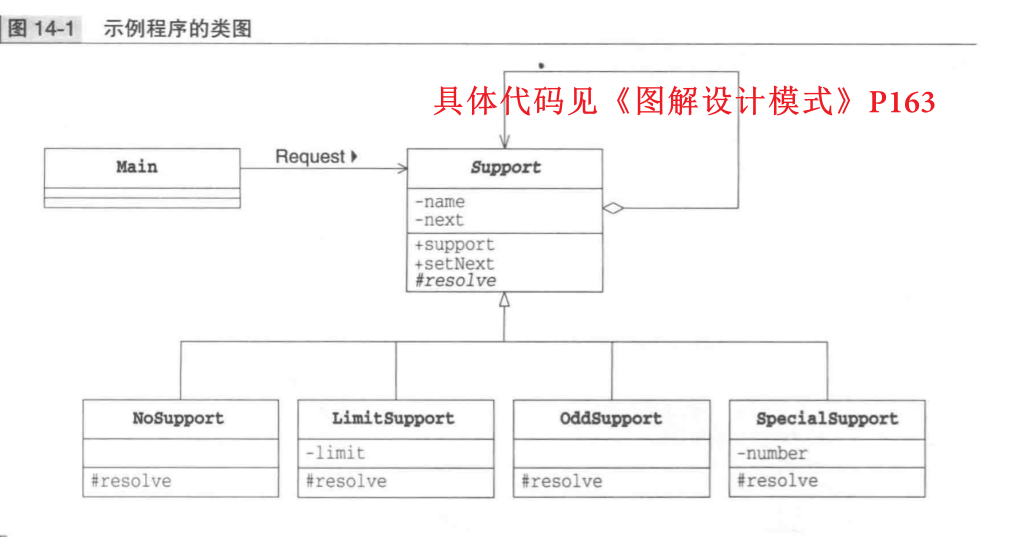 图 14-1 示例程序的类图
具体代码见《图解设计模式》P163
Main
Request
Support
-name
-next
+support
+setNext
#resolve
NoSupport
#resolve
LimitSupport
-limit
#resolve
OddSupport
#resolve
SpecialSupport
-number
#resolve